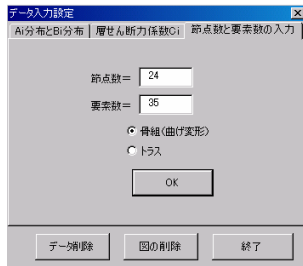 データ入力設定
Ai分布とBi分布 層せん断力係数Ci 節点数と要素数の入力
節点数= 24
要素数= 35
骨組(曲げ変形)
トラス
OK
データ削除 図の削除 終了